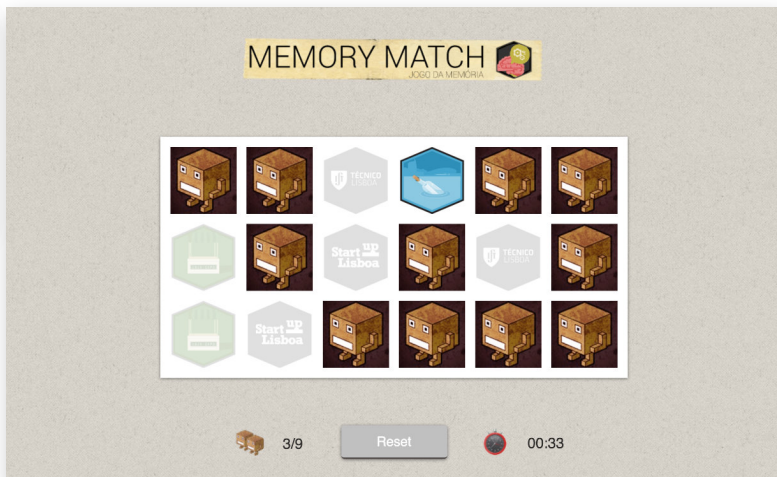 MEMORY MATCH
JOGO DA MEMÓRIA
TÉCNICO
LISBOA
Start up
Lisboa
TÉCNICO
LISBOA
Start up
Lisboa
3/9
Reset
00:33